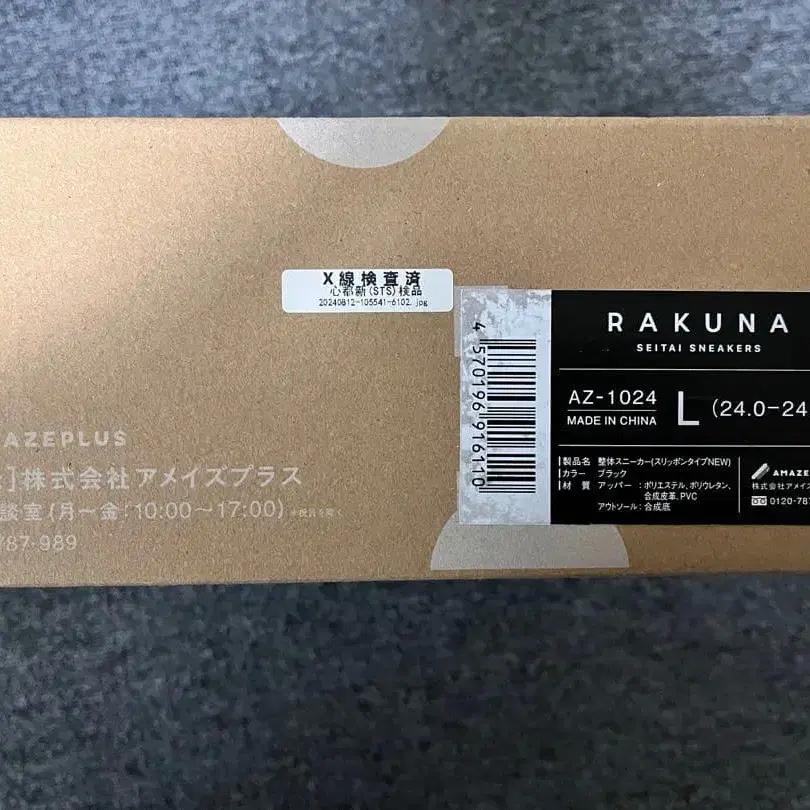 X線検査済
心都新(STS)検品
20240812-105541-6102.jpg
RAKUNA
SEITAI SNEAKERS
AZ-1024
MADE IN CHINA
L (24.0-24
4 570196 916110
製品名 整体スニーカー(スリッポンタイプNEW)
カラー ブラック
材 質 アッパー:ポリエステル、ポリウレタン、
合成皮革、PVC
アウトソール:合成底
AMAZE
株式会社アメイズ
0120-787
AZEPLUS
]株式会社アメイズプラス
談室(月〜金:10:00〜17:00)※祝日を除く
787-989